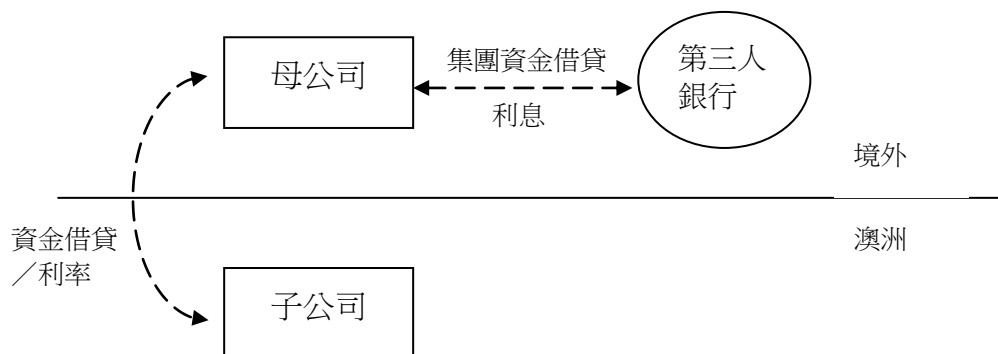 母公司
集團資金借貸
利息
第三人
銀行
境外
資金借貸
／利率
澳洲
子公司